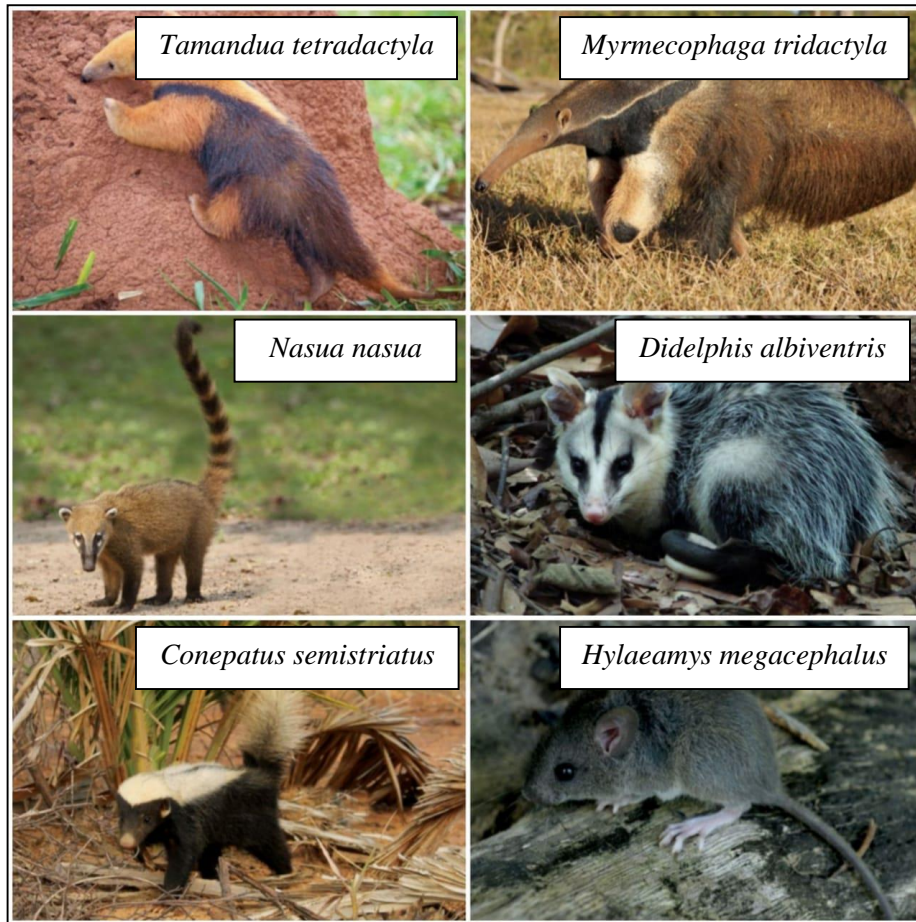 Tamandua tetradactyla
Myrmecophaga tridactyla
Nasua nasua
Didelphis albiventris
Conepatus semistriatus
Hylaeamys megacephalus